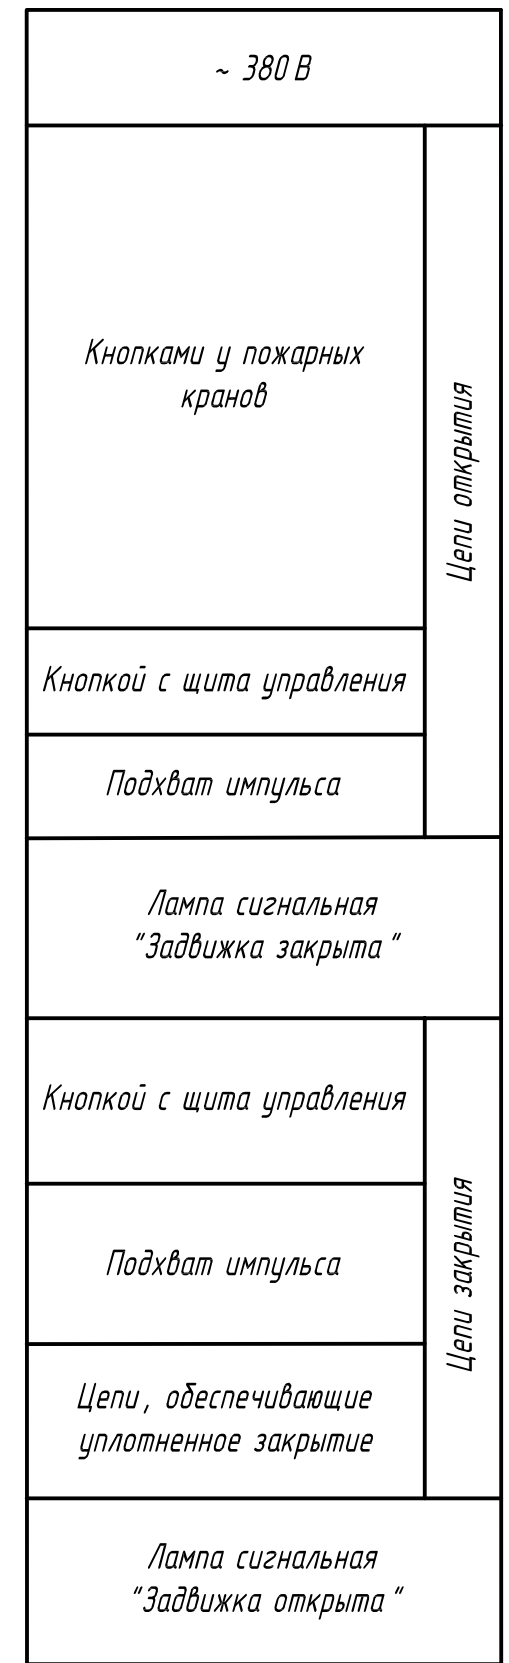 ~ 380 В
Кнопками у пожарных
кранов
Цепи открытия
Кнопкой с щита управления
Подхват импульса
Лампа сигнальная
"Задвижка закрыта "
Кнопкой с щита управления
Цепи закрытия
Подхват импульса
Цепи, обеспечивающие
уплотненное закрытие
Лампа сигнальная
"Задвижка открыта "